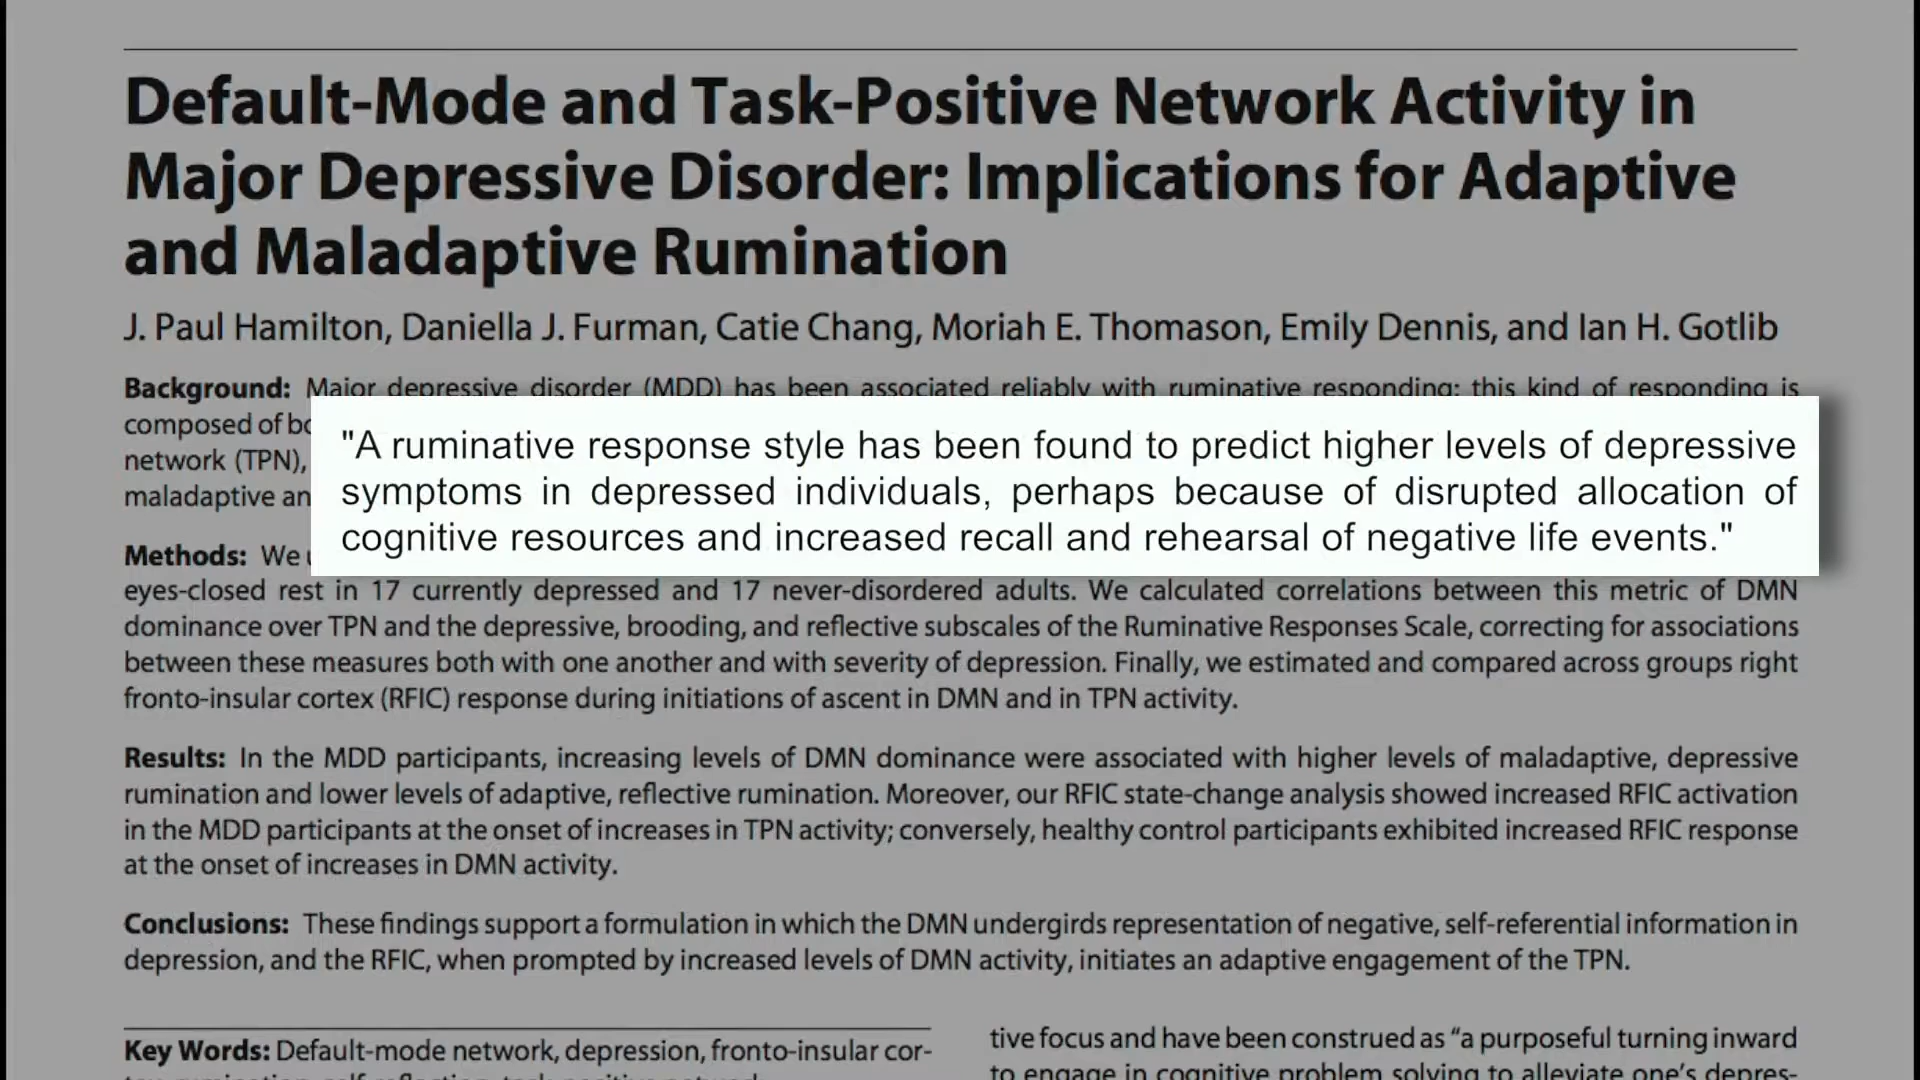 Default-Mode and Task-Positive Network Activity in
Major Depressive Disorder: Implications for Adaptive
and Maladaptive Rumination
J. Paul Hamilton, Daniella J. Furman, Catie Chang, Moriah E. Thomason, Emily Dennis, and Ian H. Gotlib
Background: Major depressive disorder (MDD) has been associated reliably with ruminative responding; this kind of responding is
composed of
network (TPN),
maladaptive
"A ruminative response style has been found to predict higher levels of depressive
symptoms in depressed individuals, perhaps because of disrupted allocation of
cognitive resources and increased recall and rehearsal of negative life events."
Methods: We
eyes-closed rest in 17 currently depressed and 17 never-disordered adults. We calculated correlations between this metric of DMN
dominance over TPN and the depressive, brooding, and reflective subscales of the Ruminative Responses Scale, correcting for associations
between these measures both with one another and with severity of depression. Finally, we estimated and compared across groups right
fronto-insular cortex (RFIC) response during initiations of ascent in DMN and in TPN activity.
Results: In the MDD participants, increasing levels of DMN dominance were associated with higher levels of maladaptive, depressive
rumination and lower levels of adaptive, reflective rumination. Moreover, our RFIC state-change analysis showed increased RFIC activation
in the MDD participants at the onset of increases in TPN activity; conversely, healthy control participants exhibited increased RFIC response
at the onset of increases in DMN activity.
Conclusions: These findings support a formulation in which the DMN undergirds representation of negative, self-referential information in
depression, and the RFIC, when prompted by increased levels of DMN activity, initiates an adaptive engagement of the TPN.
Key Words: Default-mode network, depression, fronto-insular cor-
tive focus and have been construed as “a purposeful turning inward
to engage in cognitive problem solving to alleviate one’s depres-